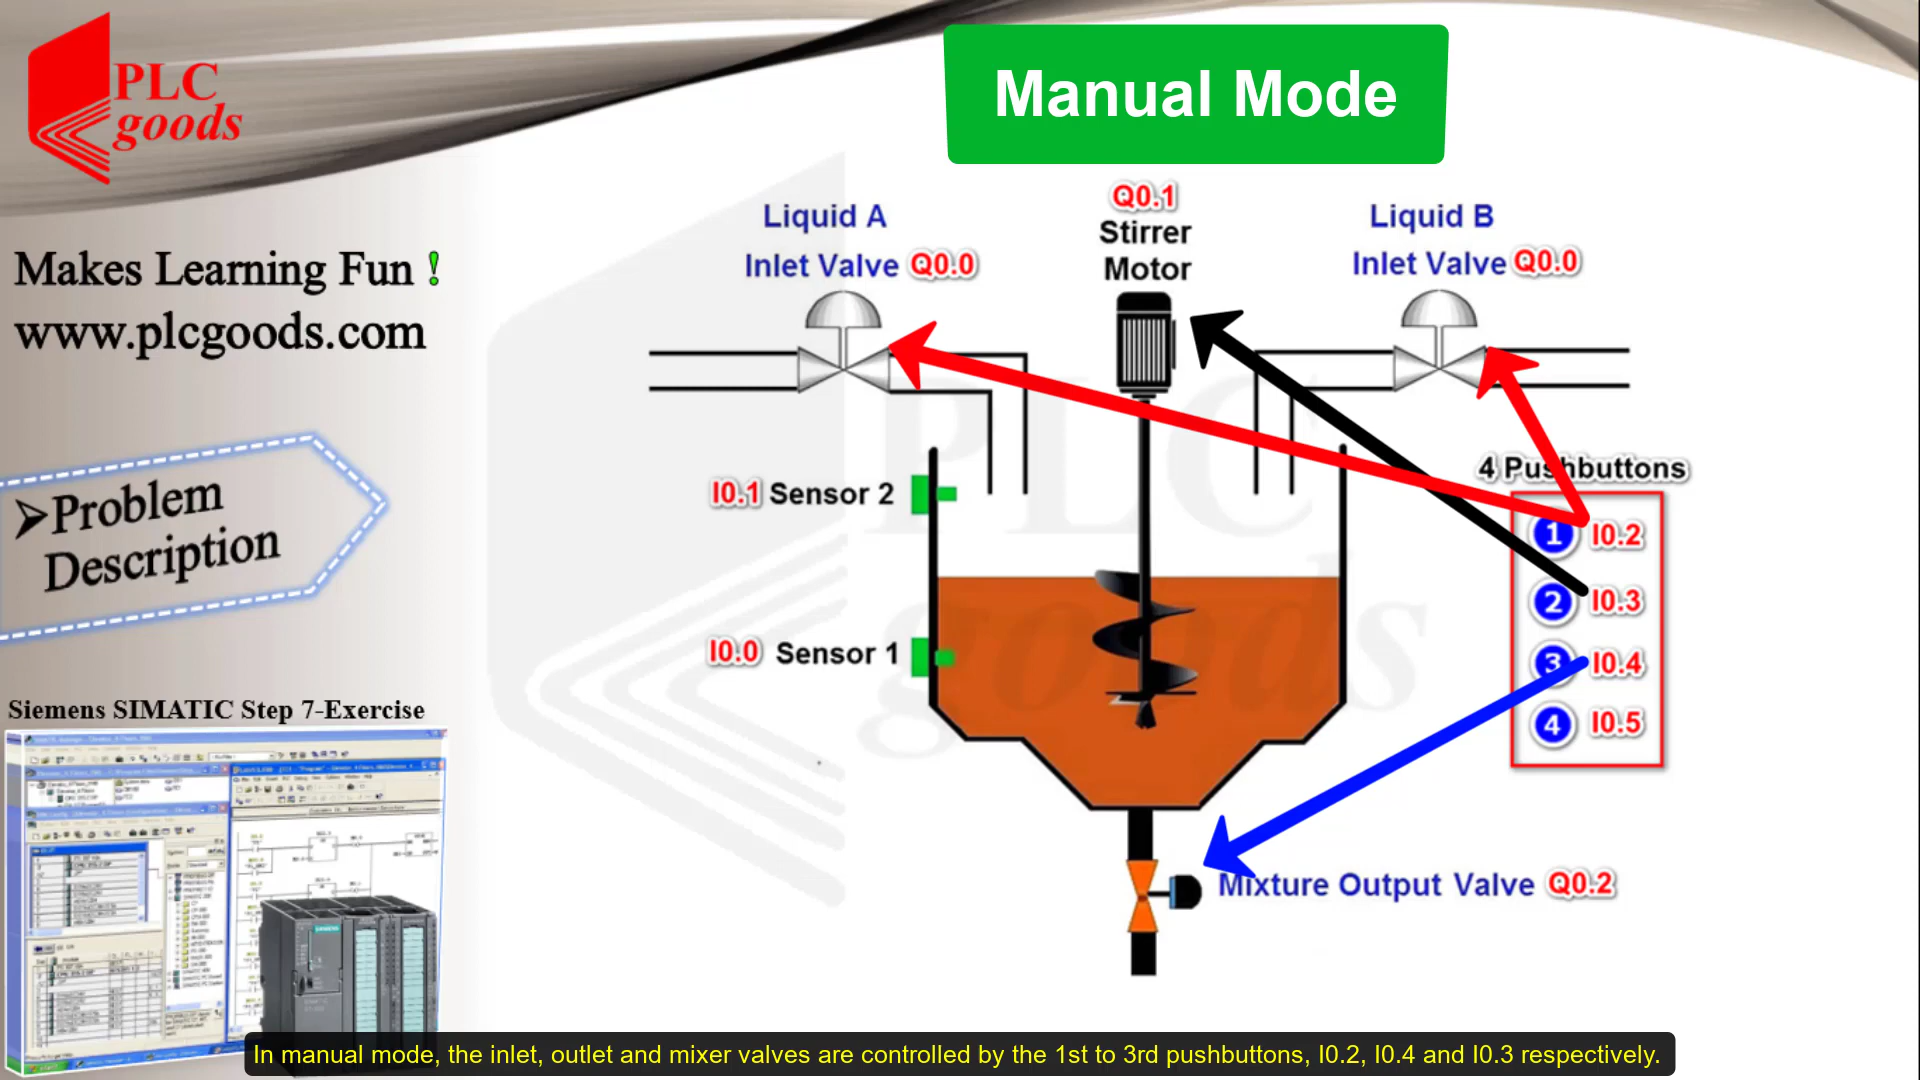 PLC
goods
Manual Mode
Makes Learning Fun !
www.plcgoods.com
Problem
Description
Siemens SIMATIC Step 7-Exercise
Liquid A
Inlet Valve Q0.0
Q0.1
Stirrer
Motor
Liquid B
Inlet Valve Q0.0
I0.1 Sensor 2
I0.0 Sensor 1
4 Pushbuttons
1 I0.2
2 I0.3
3 I0.4
4 I0.5
Mixture Output Valve Q0.2
PLC
goods
SIEMENS
In manual mode, the inlet, outlet and mixer valves are controlled by the 1st to 3rd pushbuttons, I0.2, I0.4 and I0.3 respectively.